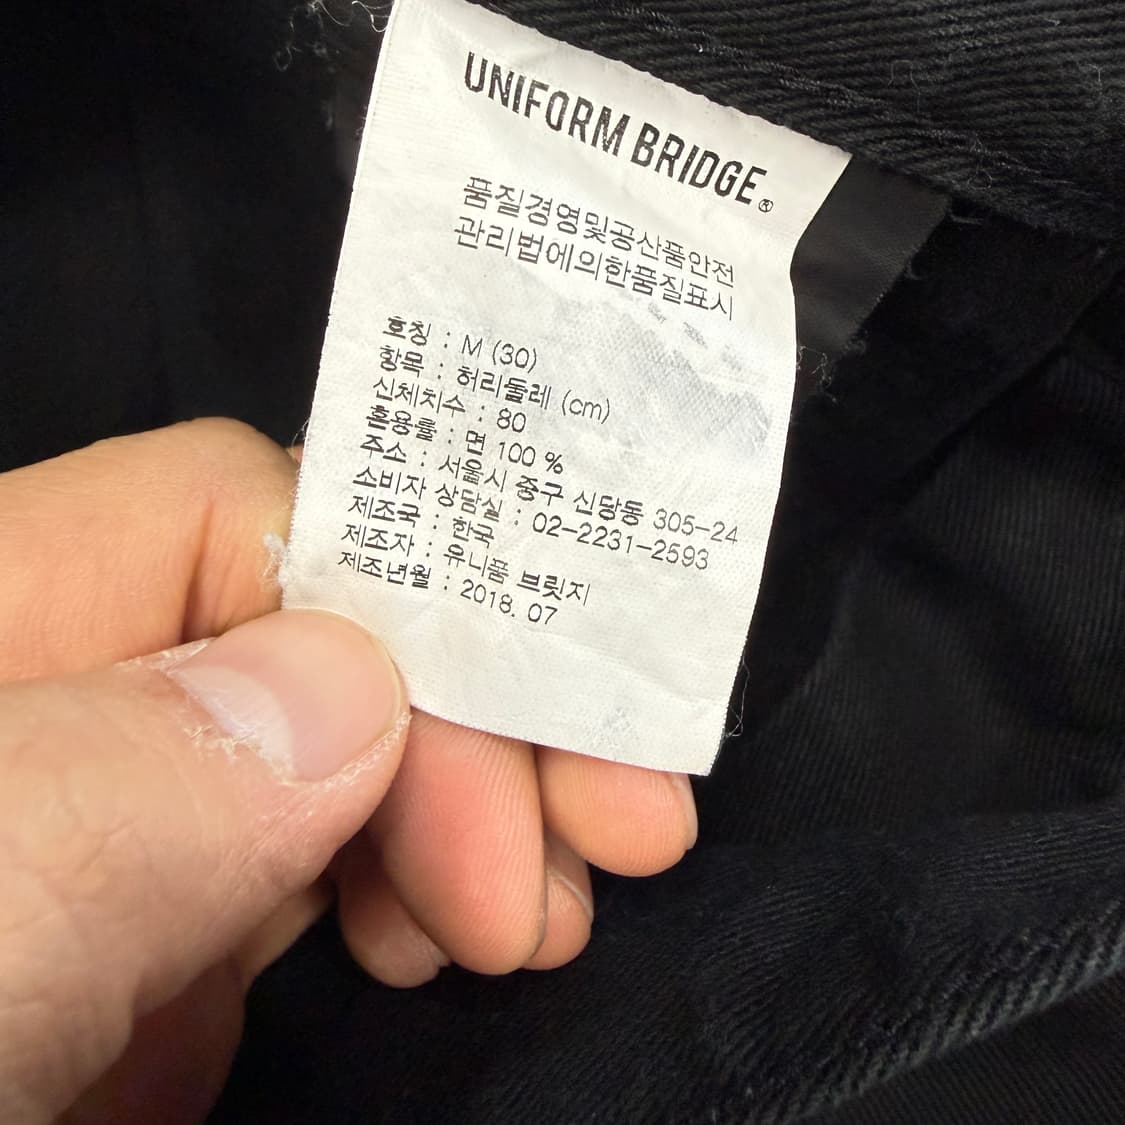 UNIFORM BRIDGE®
품질경영및공산품안전
관리법에의한품질표시
호칭 : M (30)
항목 : 허리둘레 (cm)
신체치수 : 80
혼용률 : 면 100 %
주소 : 서울시 중구 신당동 305-24
소비자 상담실 : 02-2231-2593
제조국 : 한국
제조자 : 유니폼 브릿지
제조년월 : 2018. 07